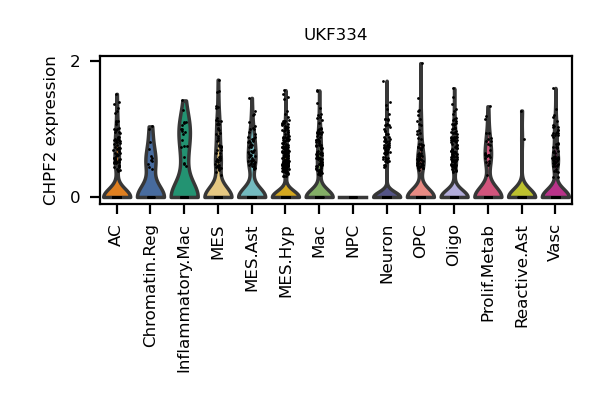 UKF334
CHPF2 expression
2
0
AC
Chromatin.Reg
Inflammatory.Mac
MES
MES.Ast
MES.Hyp
Mac
NPC
Neuron
OPC
Oligo
Prolif.Metab
Reactive.Ast
Vasc